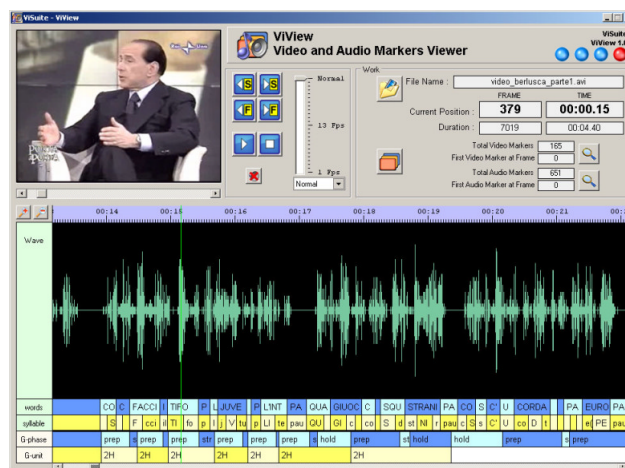 ViSuite - ViView
ViView
Video and Audio Markers Viewer
ViSuite
ViView 1.
Work
File Name :
video_berlusca_parte1.avi
FRAME
TIME
Current Position :
379
00:00.15
Duration :
7019
00:04.40
Total Video Markers
165
First Video Marker at Frame
0
Total Audio Markers
651
First Audio Marker at Frame
0
S
S
F
F
Normal
13 Fps
1 Fps
Normal
00:14
00:15
00:16
00:17
00:18
00:19
00:20
00:21
Wave
words
CO C FACCI I TIFO P L JUVE P L'INT PA QUA GIUOC C SQU STRANI PA CO S C' U CORDA PA EURO PA
syllable
S F cci il TI fo p l j V tu p LI te pau QU GI c co S d st NI r pau c S s C' U co D t e( PE pau
G-phase
prep s prep prep str prep prep prep prep s hold prep st hold hold prep s prep
G-unit
2H 2H 2H 2H 2H 2H 2H